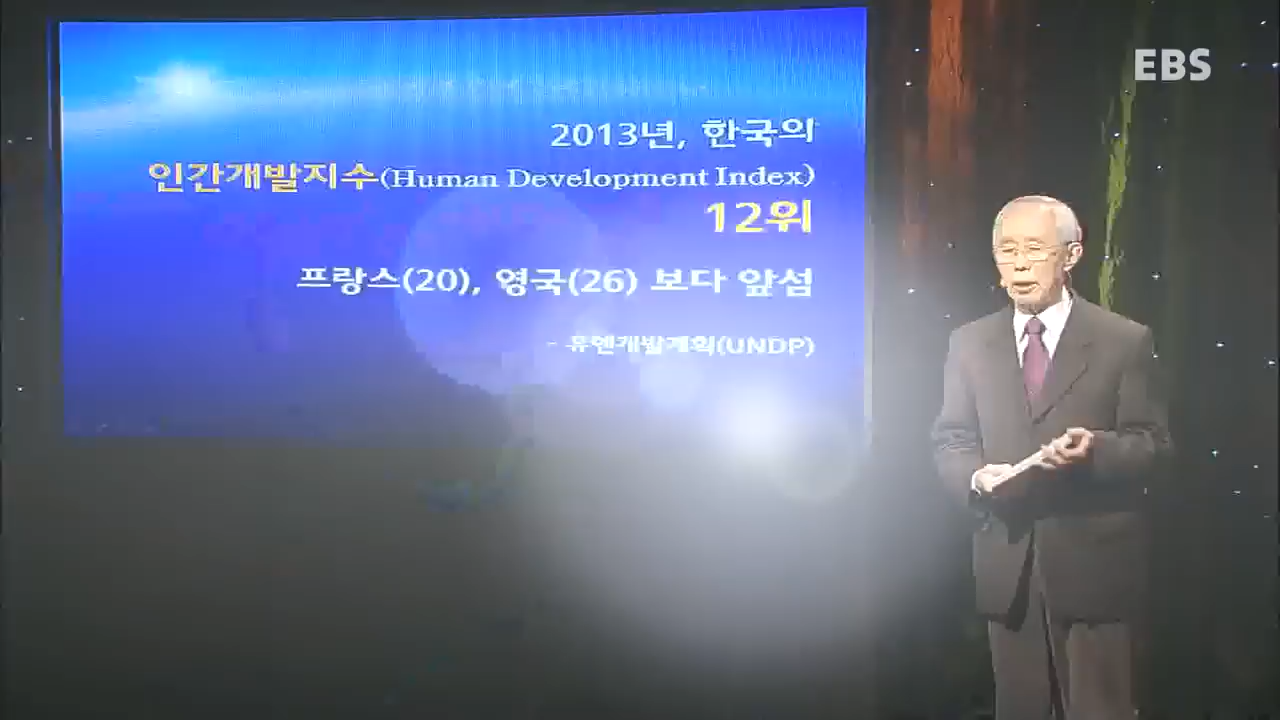 EBS
2013년, 한국의
인간개발지수(Human Development Index)
12위
프랑스(20), 영국(26) 보다 앞섬
- 유엔개발계획(UNDP)